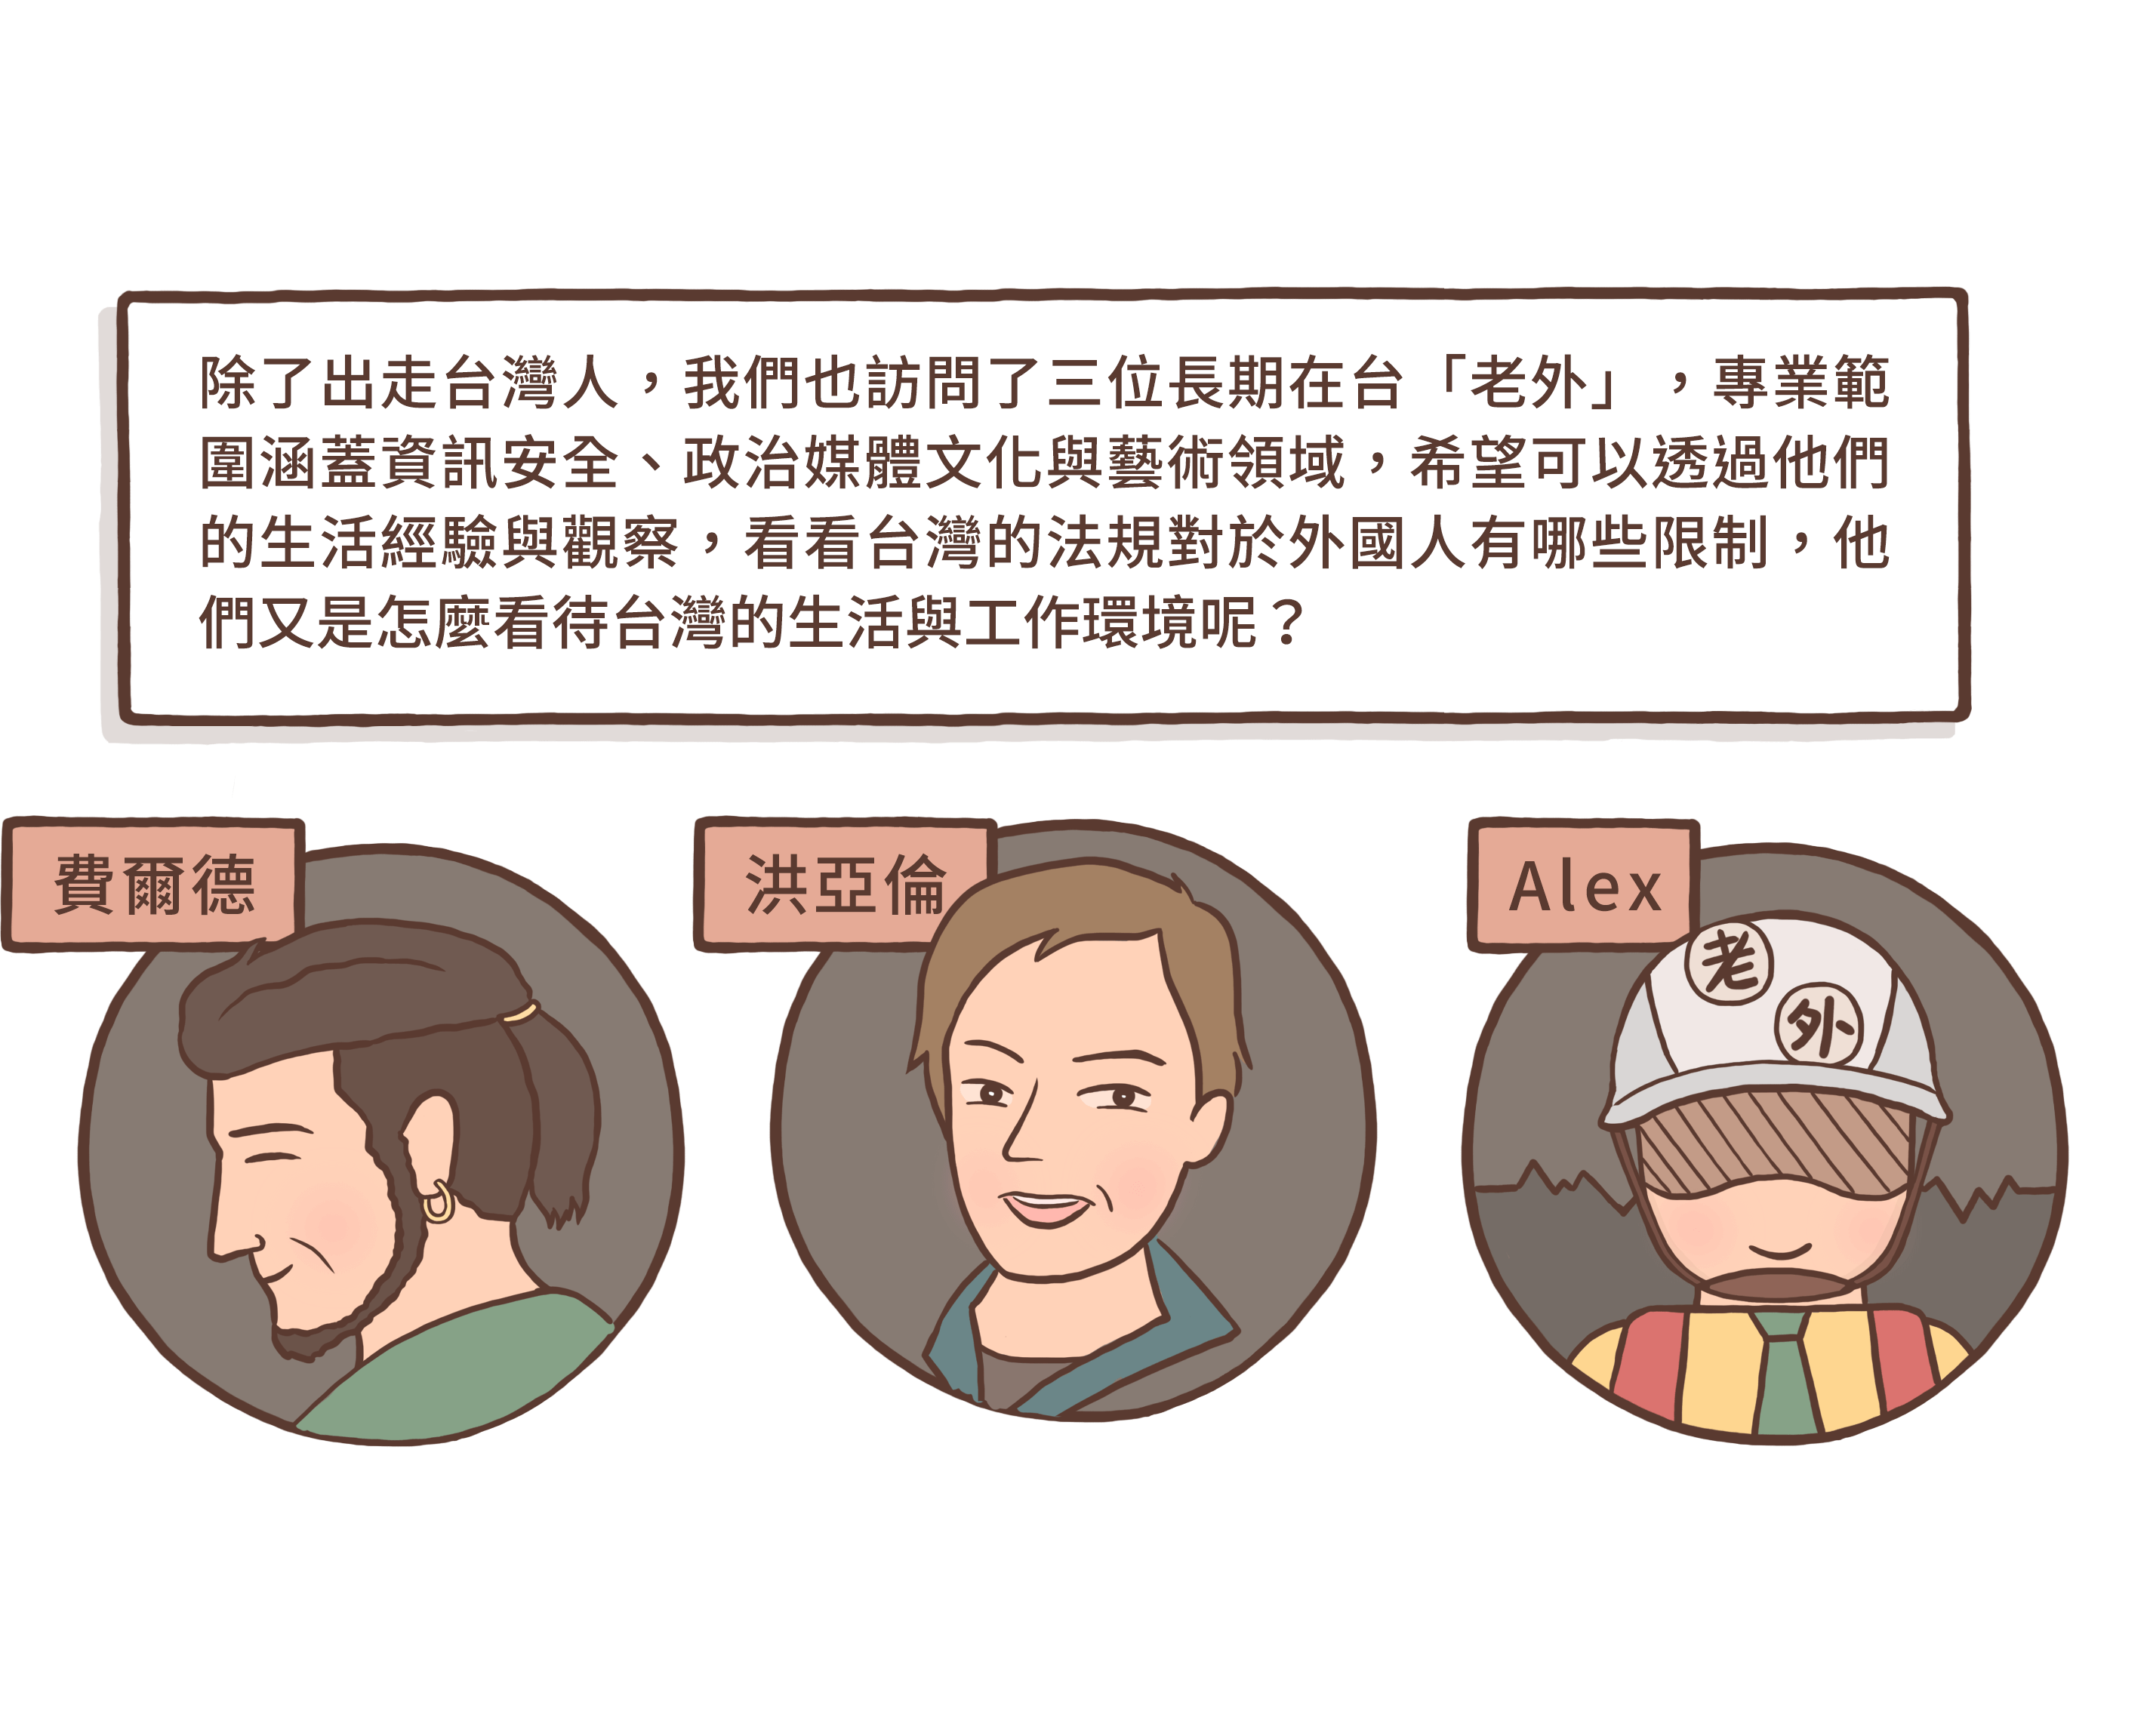 除了出走台灣人，我們也訪問了三位長期在台「老外」，專業範
圍涵蓋資訊安全、政治媒體文化與藝術領域，希望可以透過他們
的生活經驗與觀察，看看台灣的法規對於外國人有哪些限制，他
們又是怎麼看待台灣的生活與工作環境呢？
賁爾德
洪亞倫
Alex
老
外